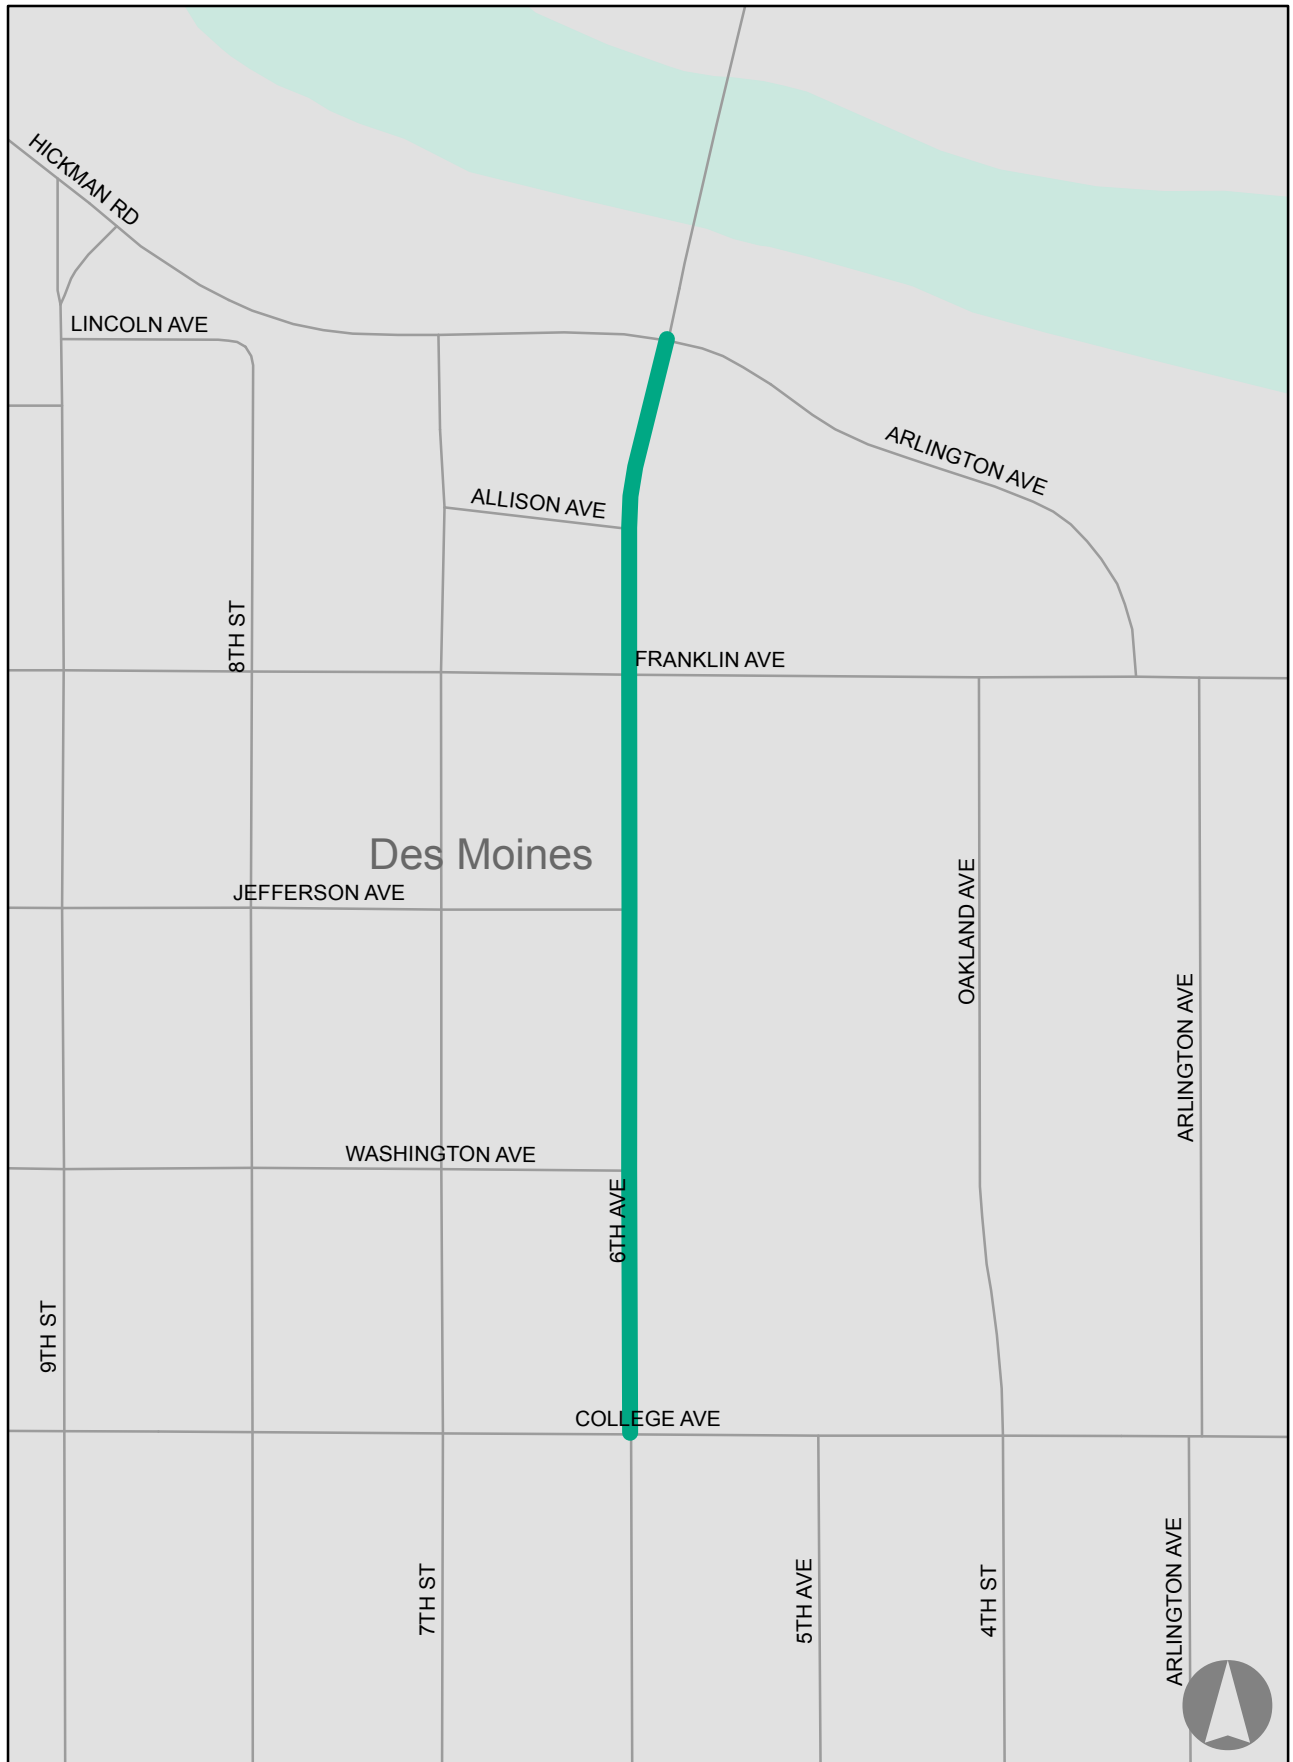 HICKMAN RD
LINCOLN AVE
ARLINGTON AVE
ALLISON AVE
8TH ST
FRANKLIN AVE
Des Moines
JEFFERSON AVE
OAKLAND AVE
ARLINGTON AVE
WASHINGTON AVE
6TH AVE
9TH ST
COLLEGE AVE
7TH ST
5TH AVE
4TH ST
ARLINGTON AVE